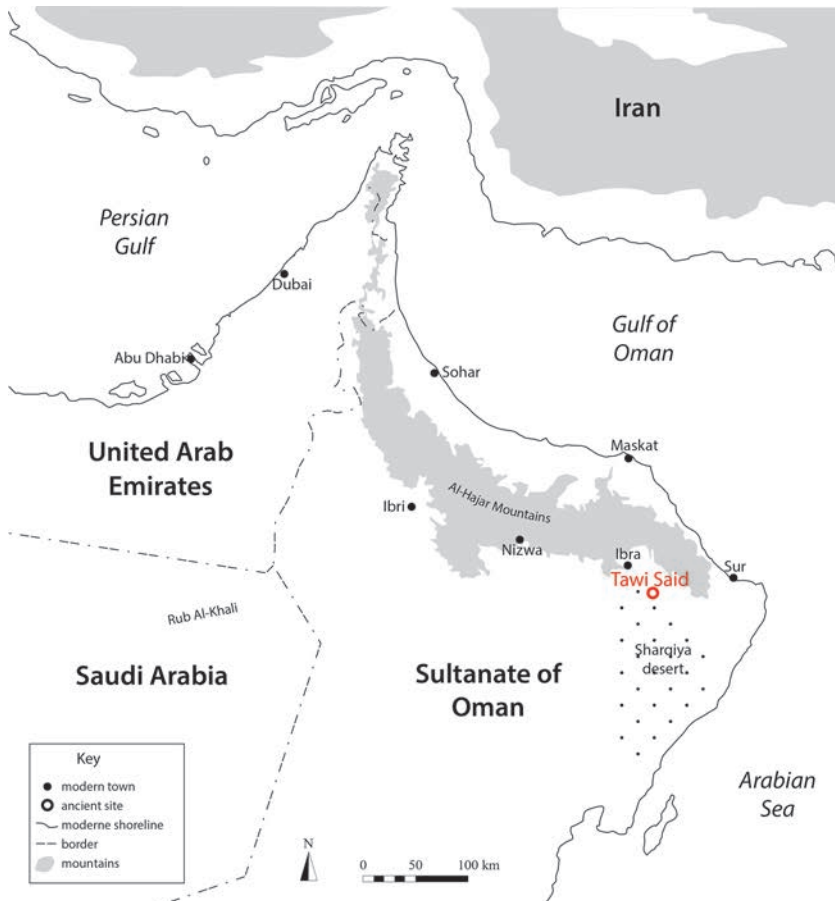 Iran
Persian
Gulf
Dubai
Gulf of
Oman
Abu Dhabi
Sohar
United Arab
Emirates
Maskat
Al-Hajar Mountains
Ibri
Nizwa
Ibra
Sur
Tawi Said
Rub Al-Khali
Sharqiya
desert
Saudi Arabia
Sultanate of
Oman
Key
modern town
ancient site
moderne shoreline
border
mountains
Arabian
Sea
N
0 50 100 km